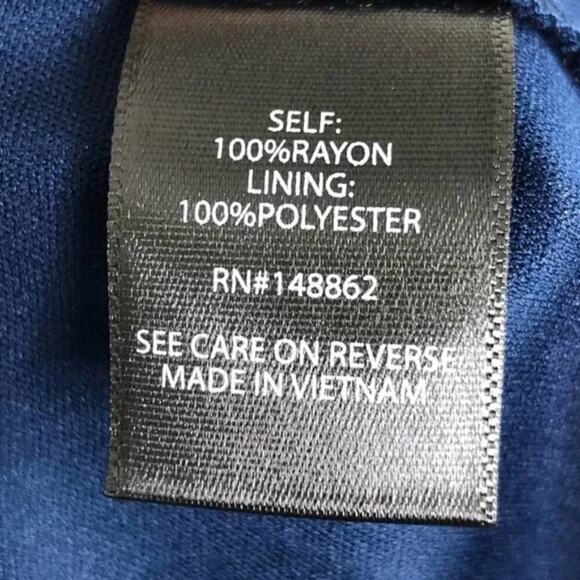 SELF:
100%RAYON
LINING:
100%POLYESTER
RN#148862
SEE CARE ON REVERSE
MADE IN VIETNAM